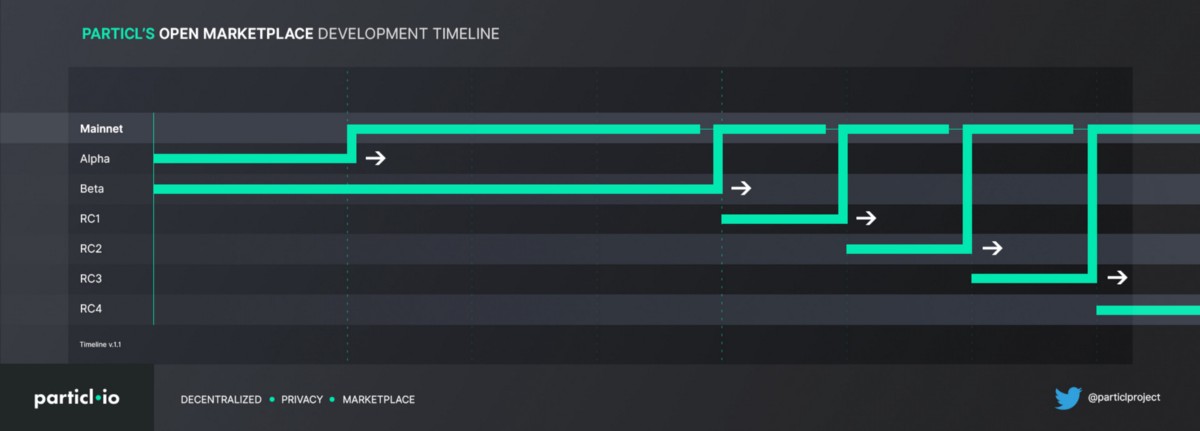 PARTICL'S OPEN MARKETPLACE DEVELOPMENT TIMELINE
Mainnet
Alpha
Beta
RC1
RC2
RC3
RC4
Timeline v.1.1
particl•io
DECENTRALIZED • PRIVACY • MARKETPLACE
@particlproject